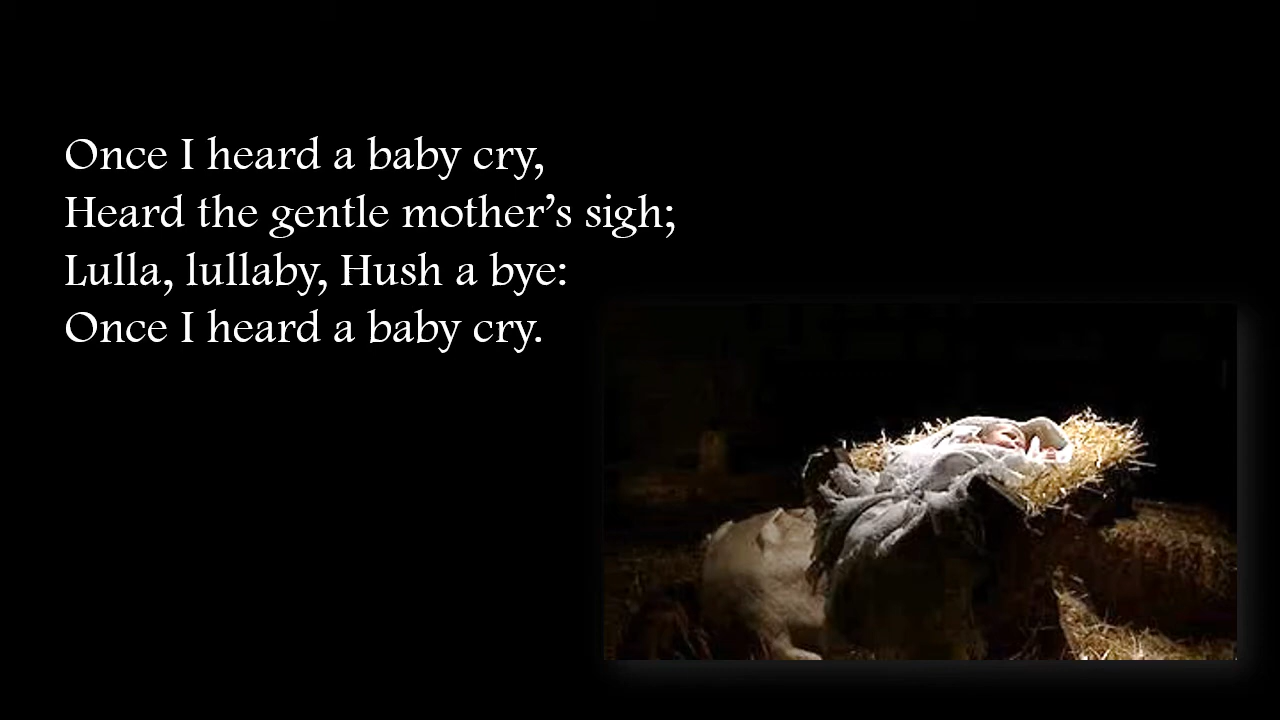 Once I heard a baby cry,
Heard the gentle mother’s sigh;
Lulla, lullaby, Hush a bye:
Once I heard a baby cry.